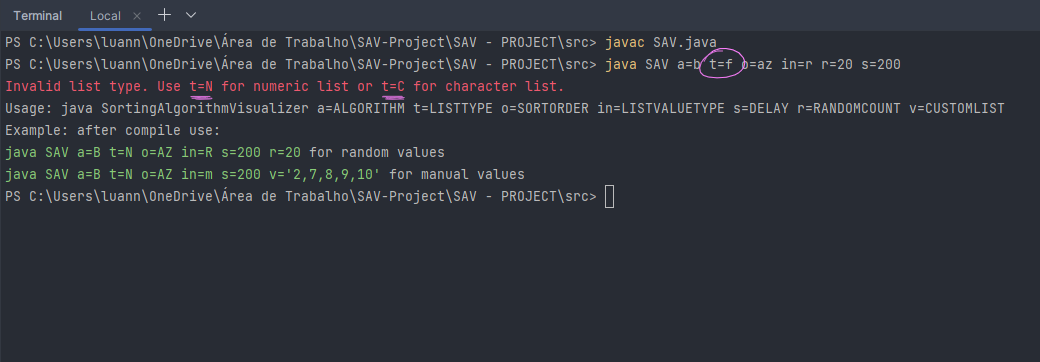 Terminal Local
PS C:\Users\luann\OneDrive\Área de Trabalho\SAV-Project\SAV - PROJECT\src> javac SAV.java
PS C:\Users\luann\OneDrive\Área de Trabalho\SAV-Project\SAV - PROJECT\src> java SAV a=b t=f o=az in=r r=20 s=200
Invalid list type. Use t=N for numeric list or t=C for character list.
Usage: java SortingAlgorithmVisualizer a=ALGORITHM t=LISTTYPE o=SORTORDER in=LISTVALUETYPE s=DELAY r=RANDOMCOUNT v=CUSTOMLIST
Example: after compile use:
java SAV a=B t=N o=AZ in=R s=200 r=20 for random values
java SAV a=B t=N o=AZ in=m s=200 v='2,7,8,9,10' for manual values
PS C:\Users\luann\OneDrive\Área de Trabalho\SAV-Project\SAV - PROJECT\src>